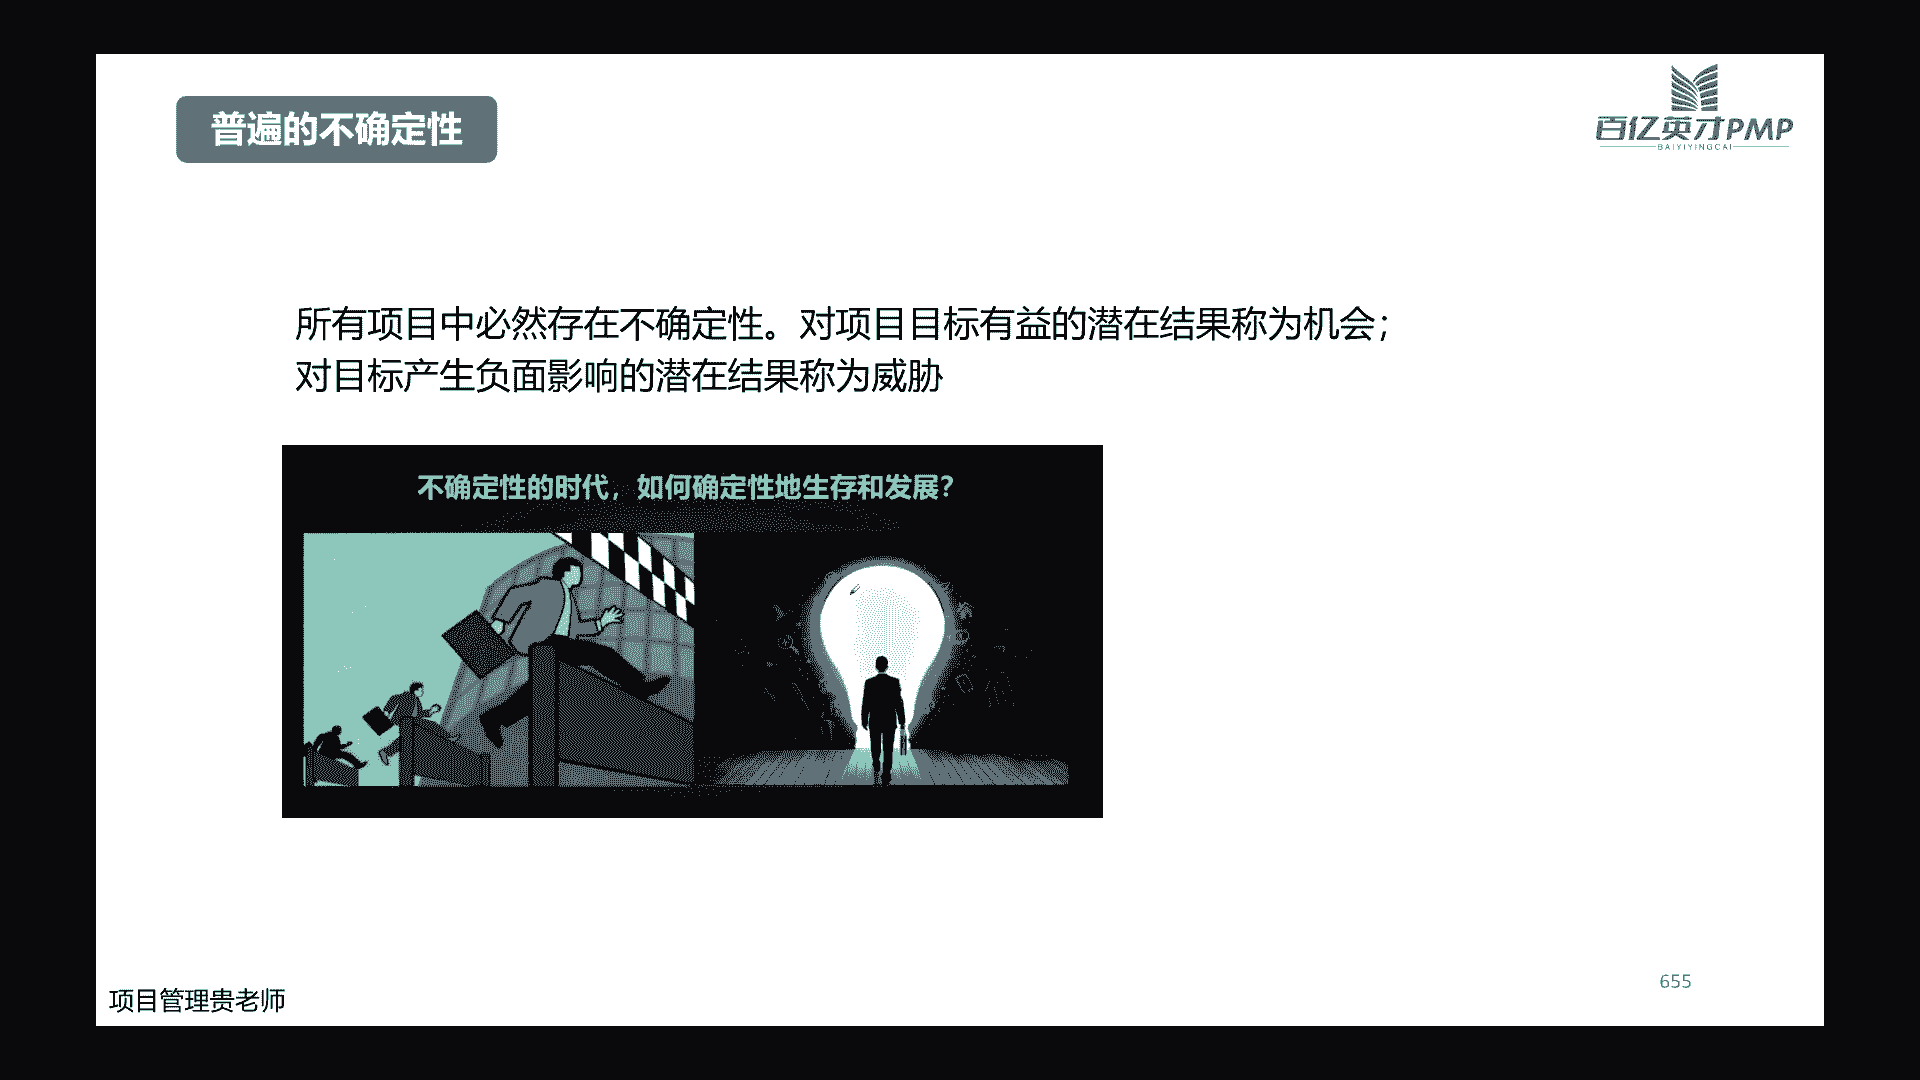 普遍的不确定性
百亿英才PMP
BAIYIYINGCAI
所有项目中必然存在不确定性。对项目目标有益的潜在结果称为机会；
对目标产生负面影响的潜在结果称为威胁
不确定性的时代，如何确定性地生存和发展？
655
项目管理贵老师